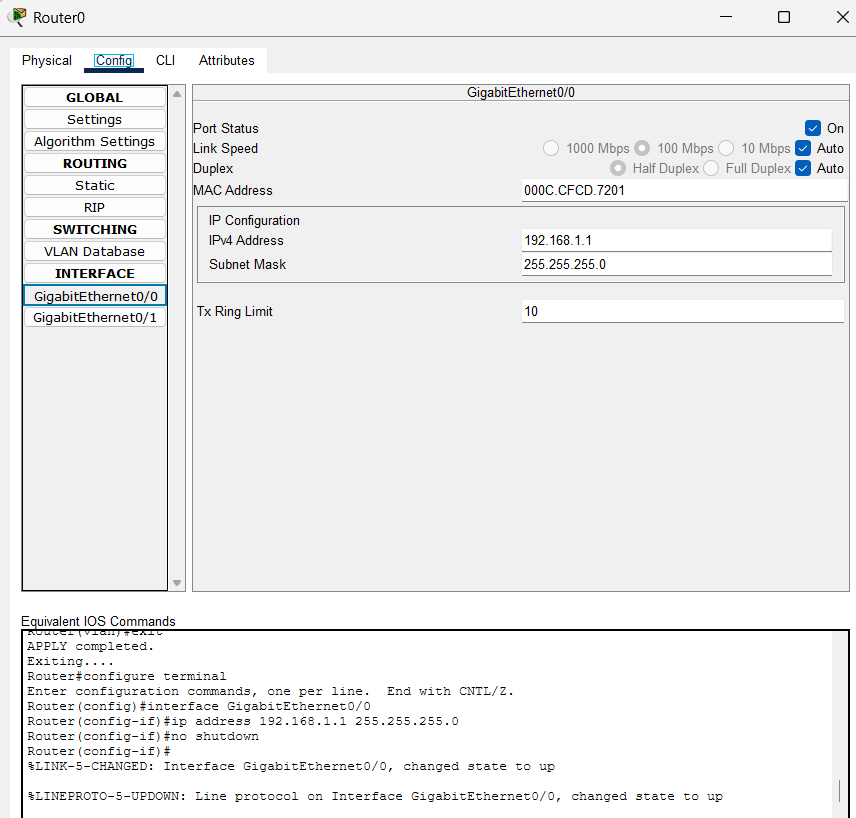 Router0
Physical Config CLI Attributes
GLOBAL
Settings
Algorithm Settings
ROUTING
Static
RIP
SWITCHING
VLAN Database
INTERFACE
GigabitEthernet0/0
GigabitEthernet0/1
GigabitEthernet0/0
Port Status On
Link Speed 1000 Mbps 100 Mbps 10 Mbps Auto
Duplex Half Duplex Full Duplex Auto
MAC Address 000C.CFCD.7201
IP Configuration
IPv4 Address 192.168.1.1
Subnet Mask 255.255.255.0
Tx Ring Limit 10
Equivalent IOS Commands
Router(vlan)#exit
APPLY completed.
Exiting....
Router#configure terminal
Enter configuration commands, one per line.  End with CNTL/Z.
Router(config)#interface GigabitEthernet0/0
Router(config-if)#ip address 192.168.1.1 255.255.255.0
Router(config-if)#no shutdown
Router(config-if)#
%LINK-5-CHANGED: Interface GigabitEthernet0/0, changed state to up
%LINEPROTO-5-UPDOWN: Line protocol on Interface GigabitEthernet0/0, changed state to up